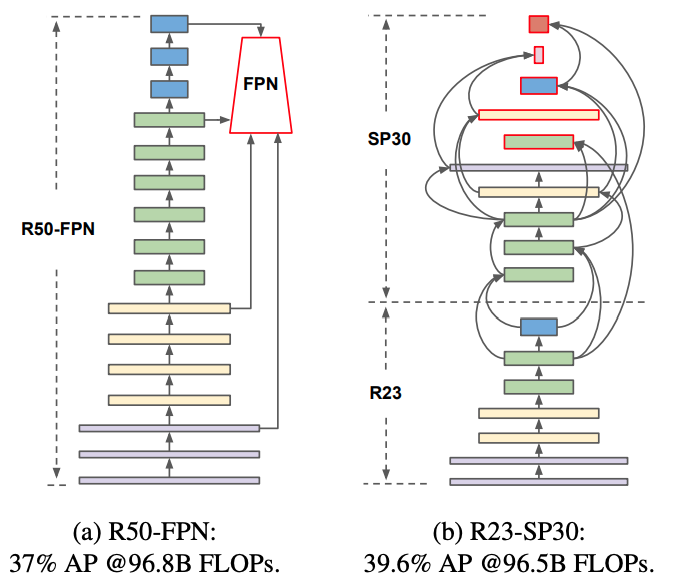 FPN
R50-FPN
SP30
R23
(a) R50-FPN:
37% AP @96.8B FLOPs.
(b) R23-SP30:
39.6% AP @96.5B FLOPs.